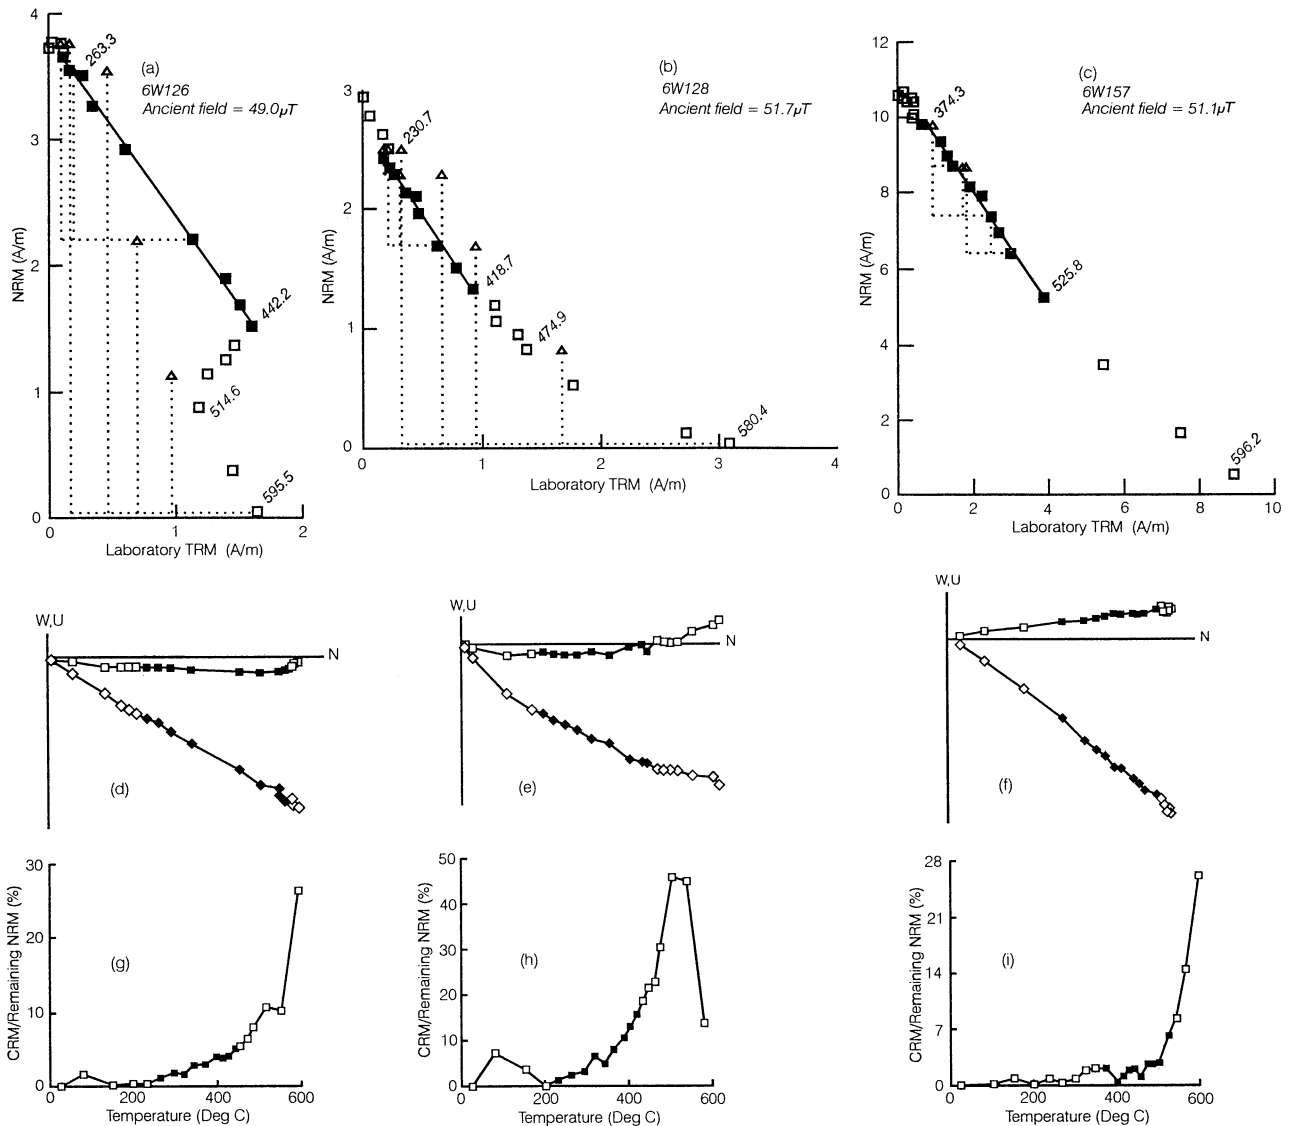 (a)
6W126
Ancient field = 49.0µT
NRM (A/m)
4
3
2
1
0
263.3
442.2
514.6
595.5
0 1 2
Laboratory TRM (A/m)
(b)
6W128
Ancient field = 51.7µT
NRM (A/m)
3
2
1
0
230.7
418.7
474.9
580.4
0 1 2 3 4
Laboratory TRM (A/m)
(c)
6W157
Ancient field = 51.1µT
NRM (A/m)
12
10
8
6
4
2
0
374.3
525.8
596.2
0 2 4 6 8 10
Laboratory TRM (A/m)
W,U
N
(d)
W,U
N
(e)
W,U
N
(f)
CRM/Remaining NRM (%)
30
20
10
0
(g)
0 200 400 600
Temperature (Deg C)
CRM/Remaining NRM (%)
50
40
30
20
10
0
(h)
0 200 400 600
Temperature (Deg C)
CRM/Remaining NRM (%)
28
21
14
7
0
(i)
0 200 400 600
Temperature (Deg C)